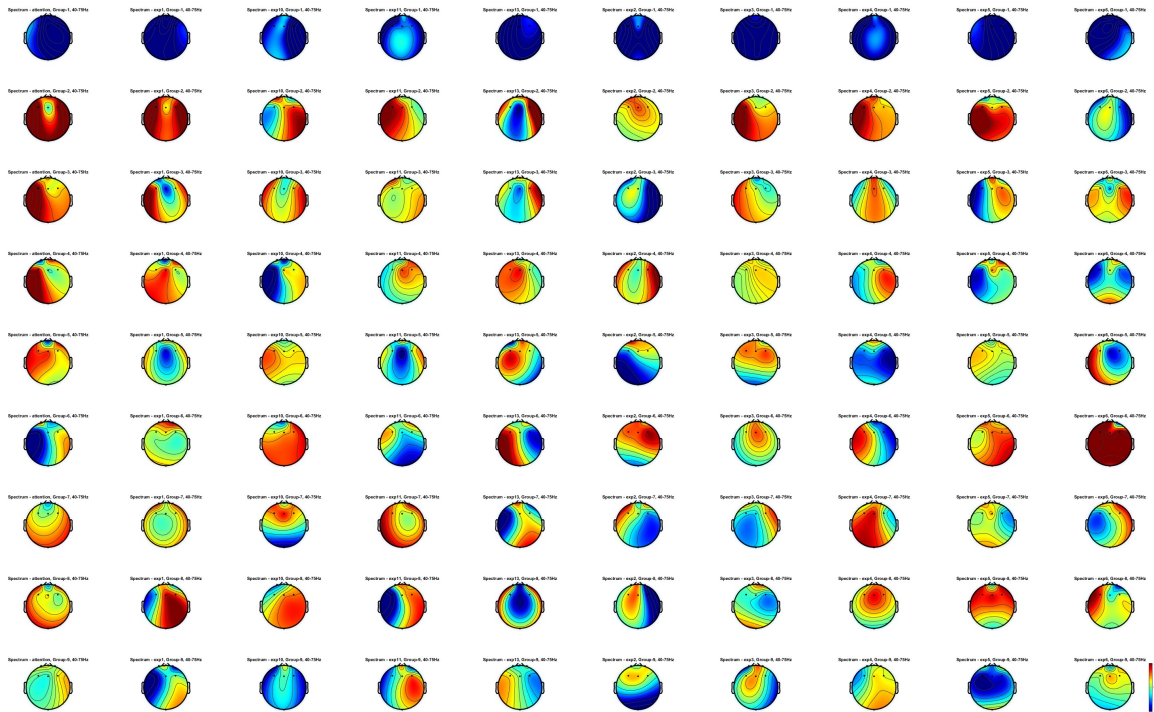 Spectrum - attention, Group-1, 40-75Hz Spectrum - exp1, Group-1, 40-75Hz Spectrum - exp10, Group-1, 40-75Hz Spectrum - exp11, Group-1, 40-75Hz Spectrum - exp13, Group-1, 40-75Hz Spectrum - exp2, Group-1, 40-75Hz Spectrum - exp3, Group-1, 40-75Hz Spectrum - exp4, Group-1, 40-75Hz Spectrum - exp5, Group-1, 40-75Hz Spectrum - exp6, Group-1, 40-75Hz
Spectrum - attention, Group-2, 40-75Hz Spectrum - exp1, Group-2, 40-75Hz Spectrum - exp10, Group-2, 40-75Hz Spectrum - exp11, Group-2, 40-75Hz Spectrum - exp13, Group-2, 40-75Hz Spectrum - exp2, Group-2, 40-75Hz Spectrum - exp3, Group-2, 40-75Hz Spectrum - exp4, Group-2, 40-75Hz Spectrum - exp5, Group-2, 40-75Hz Spectrum - exp6, Group-2, 40-75Hz
Spectrum - attention, Group-3, 40-75Hz Spectrum - exp1, Group-3, 40-75Hz Spectrum - exp10, Group-3, 40-75Hz Spectrum - exp11, Group-3, 40-75Hz Spectrum - exp13, Group-3, 40-75Hz Spectrum - exp2, Group-3, 40-75Hz Spectrum - exp3, Group-3, 40-75Hz Spectrum - exp4, Group-3, 40-75Hz Spectrum - exp5, Group-3, 40-75Hz Spectrum - exp6, Group-3, 40-75Hz
Spectrum - attention, Group-4, 40-75Hz Spectrum - exp1, Group-4, 40-75Hz Spectrum - exp10, Group-4, 40-75Hz Spectrum - exp11, Group-4, 40-75Hz Spectrum - exp13, Group-4, 40-75Hz Spectrum - exp2, Group-4, 40-75Hz Spectrum - exp3, Group-4, 40-75Hz Spectrum - exp4, Group-4, 40-75Hz Spectrum - exp5, Group-4, 40-75Hz Spectrum - exp6, Group-4, 40-75Hz
Spectrum - attention, Group-5, 40-75Hz Spectrum - exp1, Group-5, 40-75Hz Spectrum - exp10, Group-5, 40-75Hz Spectrum - exp11, Group-5, 40-75Hz Spectrum - exp13, Group-5, 40-75Hz Spectrum - exp2, Group-5, 40-75Hz Spectrum - exp3, Group-5, 40-75Hz Spectrum - exp4, Group-5, 40-75Hz Spectrum - exp5, Group-5, 40-75Hz Spectrum - exp6, Group-5, 40-75Hz
Spectrum - attention, Group-6, 40-75Hz Spectrum - exp1, Group-6, 40-75Hz Spectrum - exp10, Group-6, 40-75Hz Spectrum - exp11, Group-6, 40-75Hz Spectrum - exp13, Group-6, 40-75Hz Spectrum - exp2, Group-6, 40-75Hz Spectrum - exp3, Group-6, 40-75Hz Spectrum - exp4, Group-6, 40-75Hz Spectrum - exp5, Group-6, 40-75Hz Spectrum - exp6, Group-6, 40-75Hz
Spectrum - attention, Group-7, 40-75Hz Spectrum - exp1, Group-7, 40-75Hz Spectrum - exp10, Group-7, 40-75Hz Spectrum - exp11, Group-7, 40-75Hz Spectrum - exp13, Group-7, 40-75Hz Spectrum - exp2, Group-7, 40-75Hz Spectrum - exp3, Group-7, 40-75Hz Spectrum - exp4, Group-7, 40-75Hz Spectrum - exp5, Group-7, 40-75Hz Spectrum - exp6, Group-7, 40-75Hz
Spectrum - attention, Group-8, 40-75Hz Spectrum - exp1, Group-8, 40-75Hz Spectrum - exp10, Group-8, 40-75Hz Spectrum - exp11, Group-8, 40-75Hz Spectrum - exp13, Group-8, 40-75Hz Spectrum - exp2, Group-8, 40-75Hz Spectrum - exp3, Group-8, 40-75Hz Spectrum - exp4, Group-8, 40-75Hz Spectrum - exp5, Group-8, 40-75Hz Spectrum - exp6, Group-8, 40-75Hz
Spectrum - attention, Group-9, 40-75Hz Spectrum - exp1, Group-9, 40-75Hz Spectrum - exp10, Group-9, 40-75Hz Spectrum - exp11, Group-9, 40-75Hz Spectrum - exp13, Group-9, 40-75Hz Spectrum - exp2, Group-9, 40-75Hz Spectrum - exp3, Group-9, 40-75Hz Spectrum - exp4, Group-9, 40-75Hz Spectrum - exp5, Group-9, 40-75Hz Spectrum - exp6, Group-9, 40-75Hz